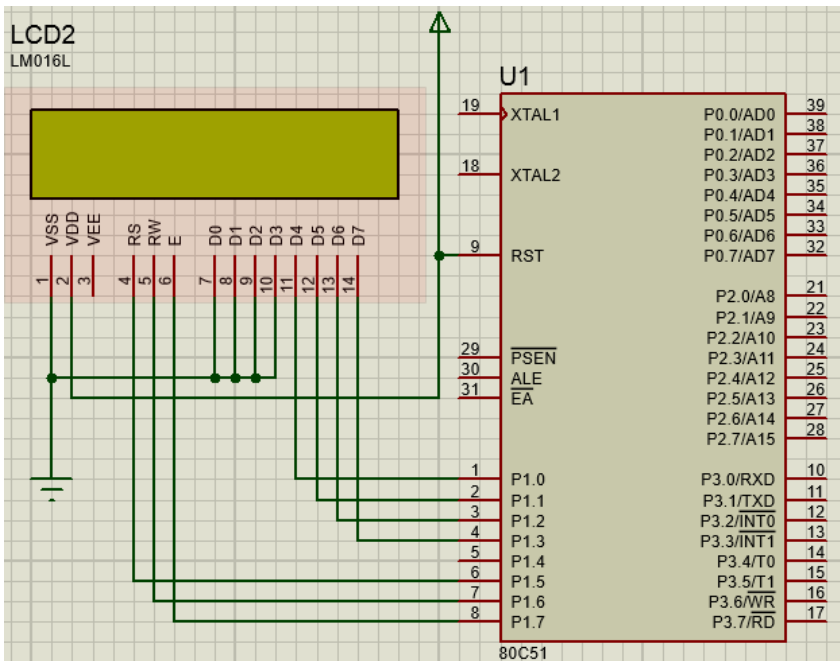 LCD2
LM016L
VSS
VDD
VEE
RS
RW
E
D0
D1
D2
D3
D4
D5
D6
D7
1
2
3
4
5
6
7
8
9
10
11
12
13
14
U1
19 XTAL1
18 XTAL2
9 RST
29 PSEN
30 ALE
31 EA
1 P1.0
2 P1.1
3 P1.2
4 P1.3
5 P1.4
6 P1.5
7 P1.6
8 P1.7
P0.0/AD0 39
P0.1/AD1 38
P0.2/AD2 37
P0.3/AD3 36
P0.4/AD4 35
P0.5/AD5 34
P0.6/AD6 33
P0.7/AD7 32
P2.0/A8 21
P2.1/A9 22
P2.2/A10 23
P2.3/A11 24
P2.4/A12 25
P2.5/A13 26
P2.6/A14 27
P2.7/A15 28
P3.0/RXD 10
P3.1/TXD 11
P3.2/INT0 12
P3.3/INT1 13
P3.4/T0 14
P3.5/T1 15
P3.6/WR 16
P3.7/RD 17
80C51